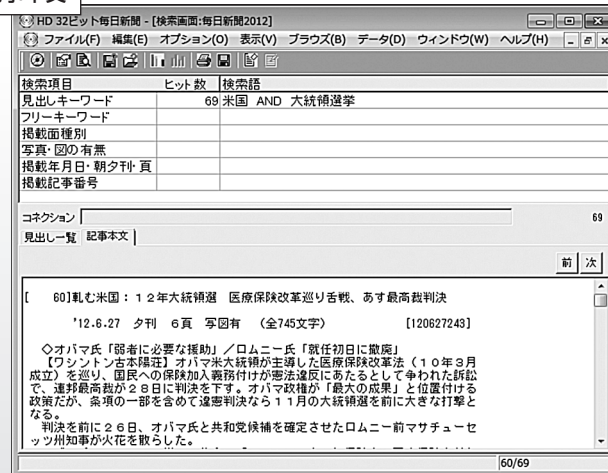 HD 32ビット毎日新聞 - [検索画面:毎日新聞2012]
ファイル(F) 編集(E) オプション(O) 表示(V) ブラウズ(B) データ(D) ウィンドウ(W) ヘルプ(H)
検索項目 ヒット数 検索語
見出しキーワード 69 米国 AND 大統領選挙
フリーキーワード
掲載面種別
写真・図の有無
掲載年月日・朝夕刊・頁
掲載記事番号
コネクション 69
見出し一覧 記事本文
前 次
[ 60]軋む米国:12年大統領選 医療保険改革巡り舌戦、あす最高裁判決
'12.6.27 夕刊 6頁 写図有 (全745文字) [120627243]
◇オバマ氏「弱者に必要な援助」/ロムニー氏「就任初日に撤廃」
【ワシントン古本陽荘】オバマ米大統領が主導した医療保険改革法(10年3月
成立)を巡り、国民への保険加入義務付けが憲法違反にあたるとして争われた訴訟
で、連邦最高裁が28日に判決を下す。オバマ政権が「最大の成果」と位置付ける
政策だが、条項の一部を含めて違憲判決なら11月の大統領選を前に大きな打撃と
なる。
判決を前に26日、オバマ氏と共和党候補を確定させたロムニー前マサチューセ
ッツ州知事が火花を散らした。
60/69